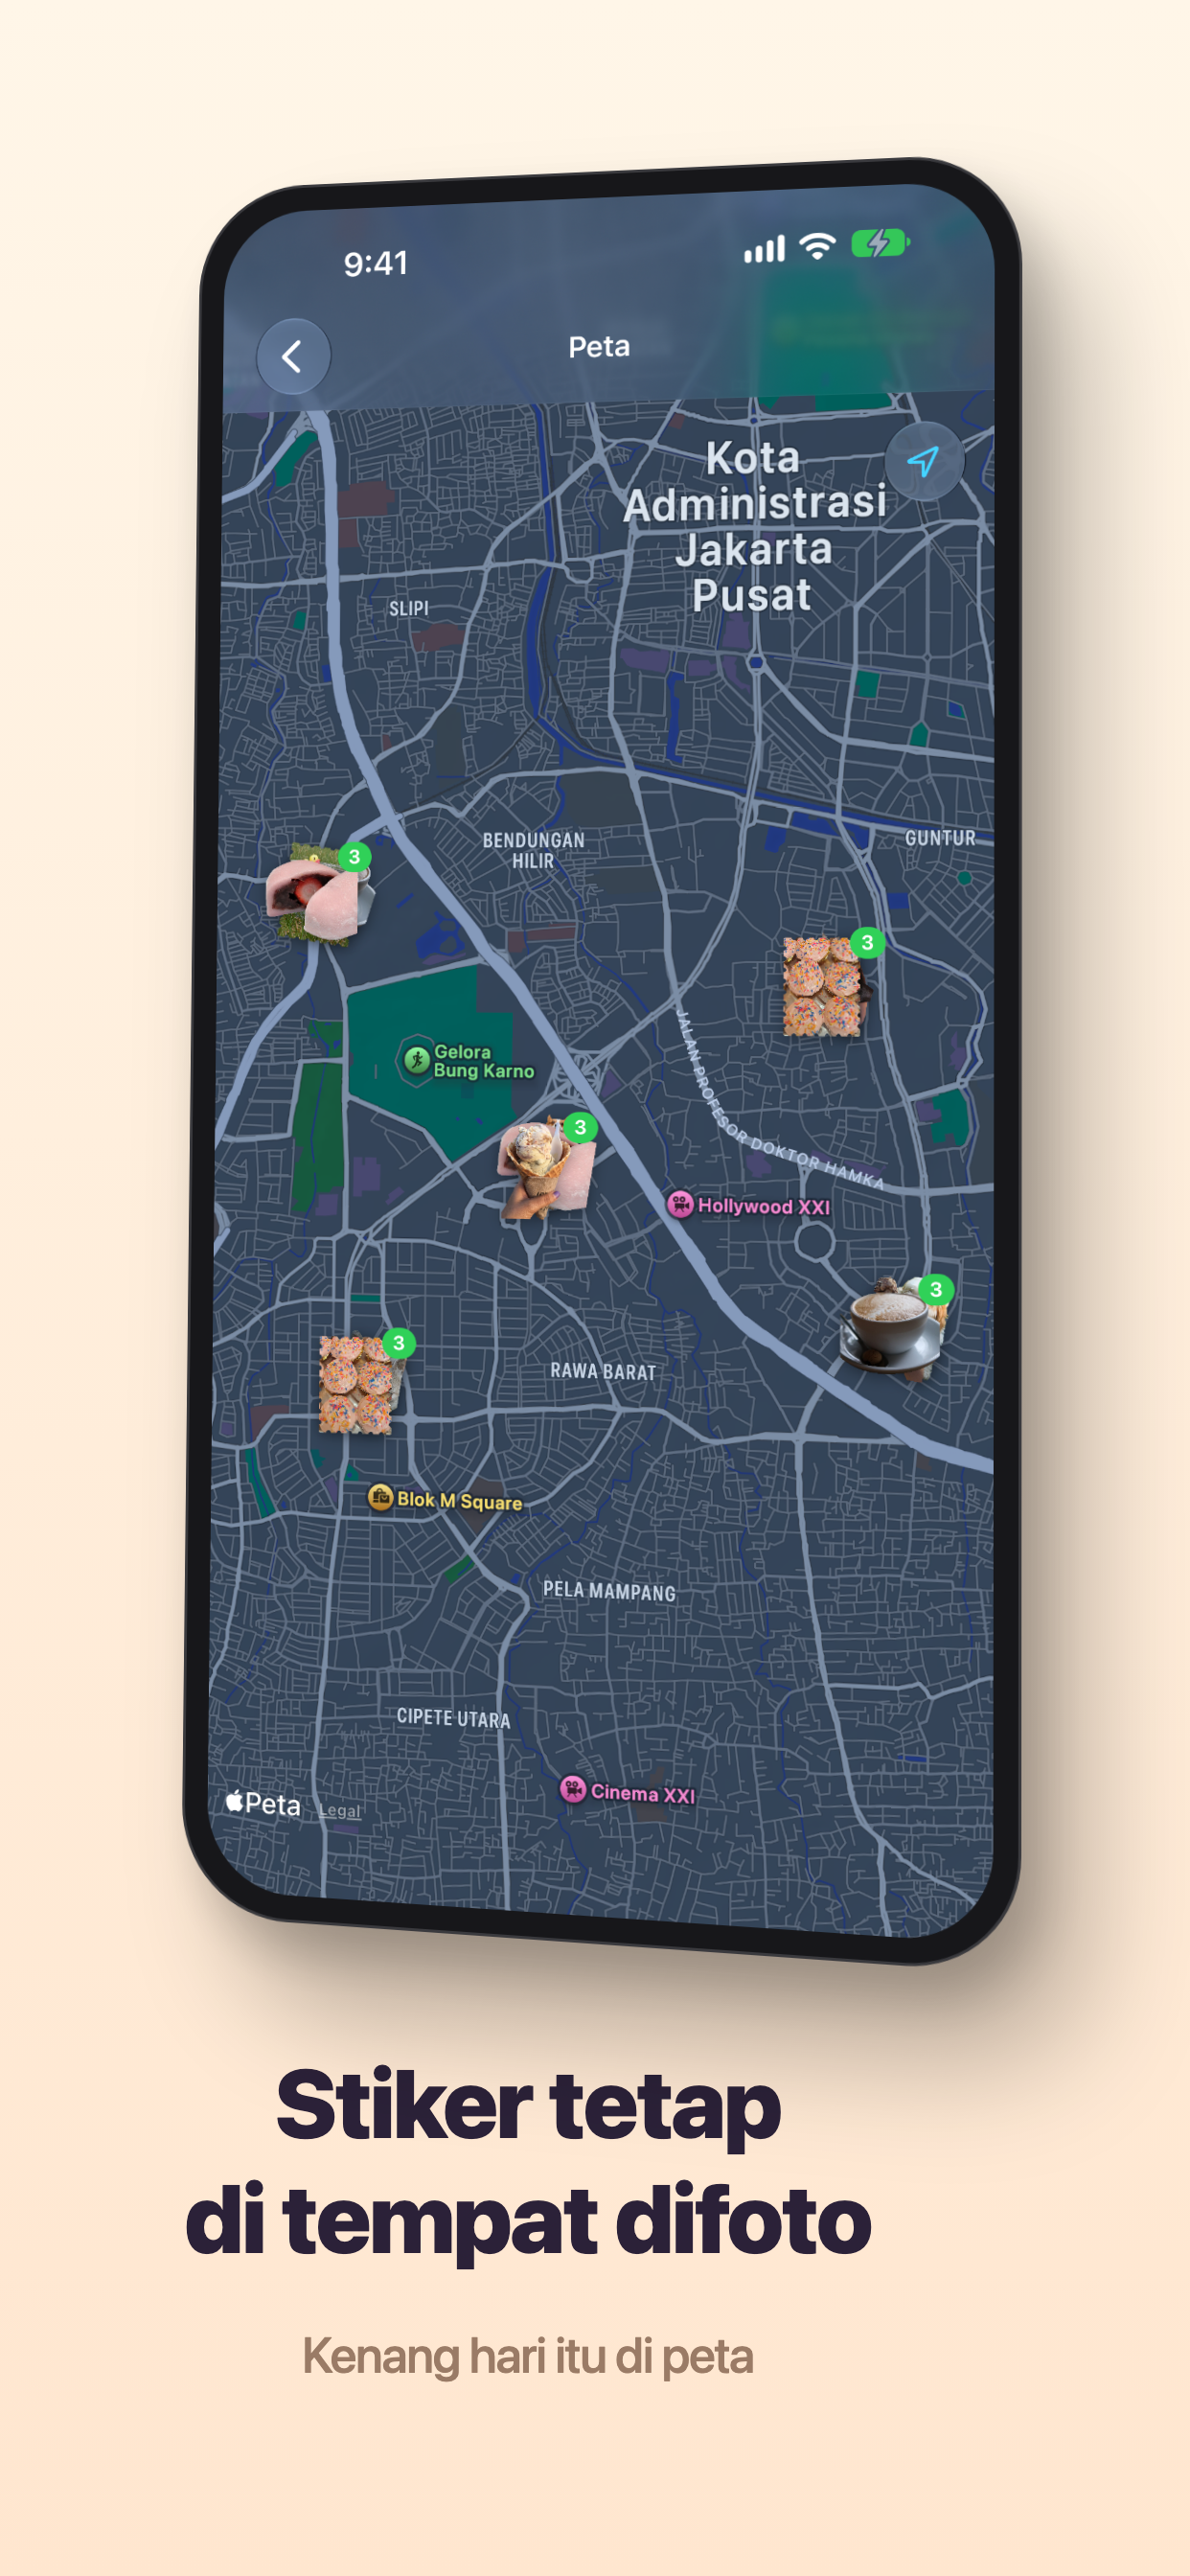 9:41
Peta
Kota
Administrasi
Jakarta
Pusat
SLIPI
BENDUNGAN
HILIR
GUNTUR
3
3
Gelora
Bung Karno
JALAN PROFESOR DOKTOR HAMKA
3
Hollywood XXI
3
3
RAWA BARAT
Blok M Square
PELA MAMPANG
CIPETE UTARA
Cinema XXI
Peta
Legal
Stiker tetap
di tempat difoto
Kenang hari itu di peta